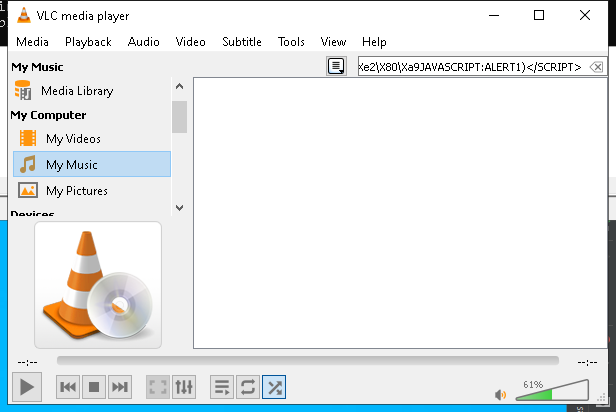 VLC media player
Media Playback Audio Video Subtitle Tools View Help
My Music
Xe2\X80\Xa9JAVASCRIPT:ALERT1)</SCRIPT>
Media Library
My Computer
My Videos
My Music
My Pictures
Devices
--:--
--:--
61%